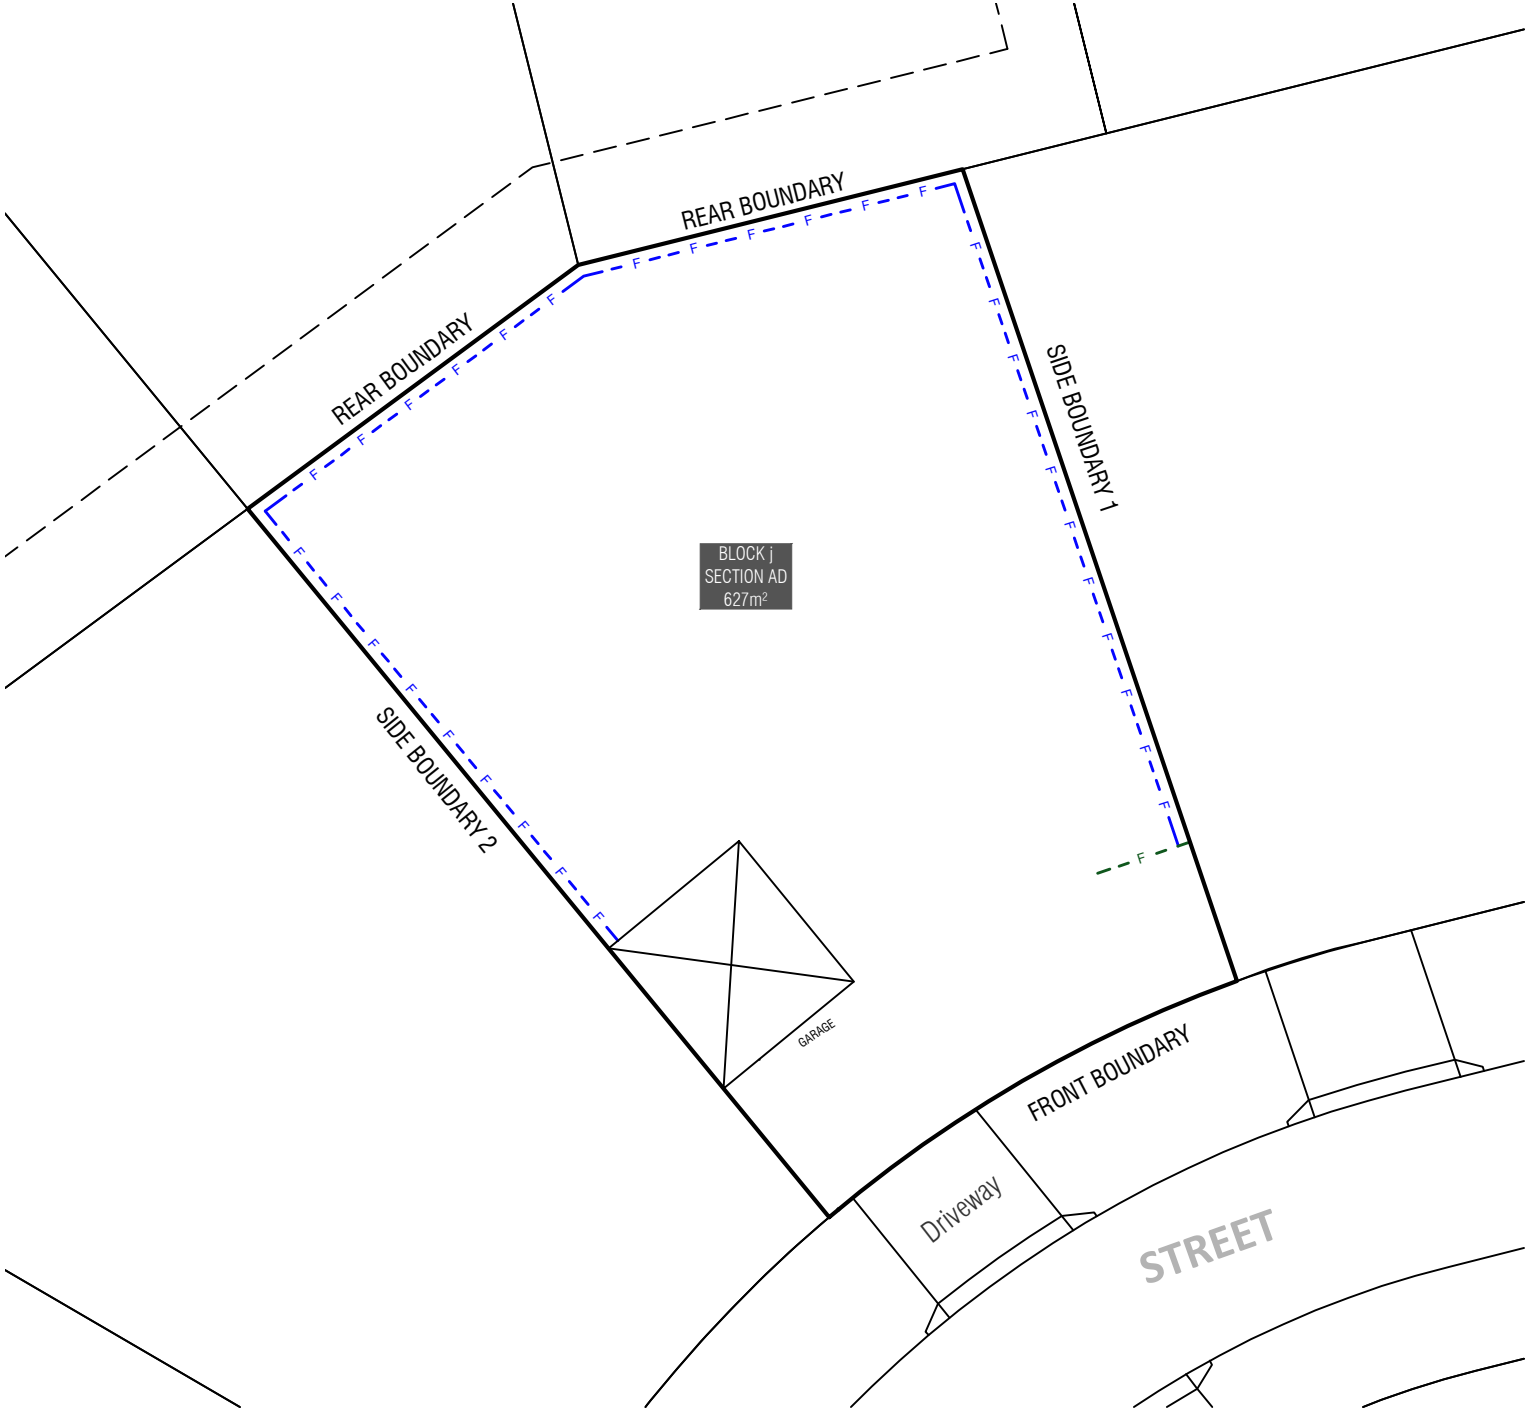 REAR BOUNDARY
F F F F F F
REAR BOUNDARY
F F F F F F
SIDE BOUNDARY 1
F F F F F F F F F F F
BLOCK j
SECTION AD
627m²
SIDE BOUNDARY 2
F F F F F F F F F
F
GARAGE
FRONT BOUNDARY
Driveway
STREET